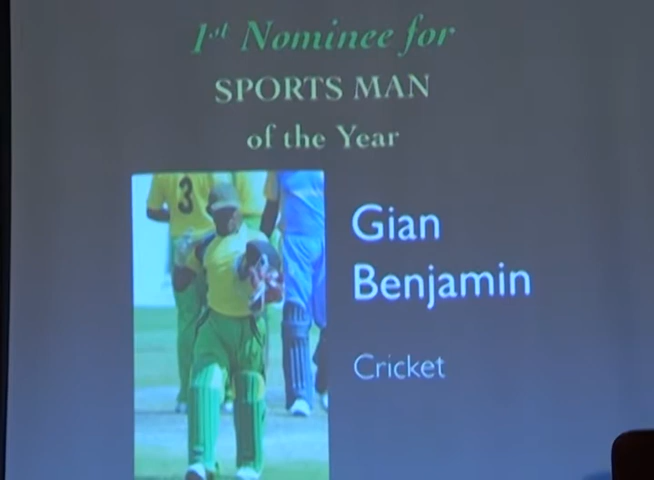 1st Nominee for
SPORTS MAN
of the Year
3
Gian
Benjamin
Cricket